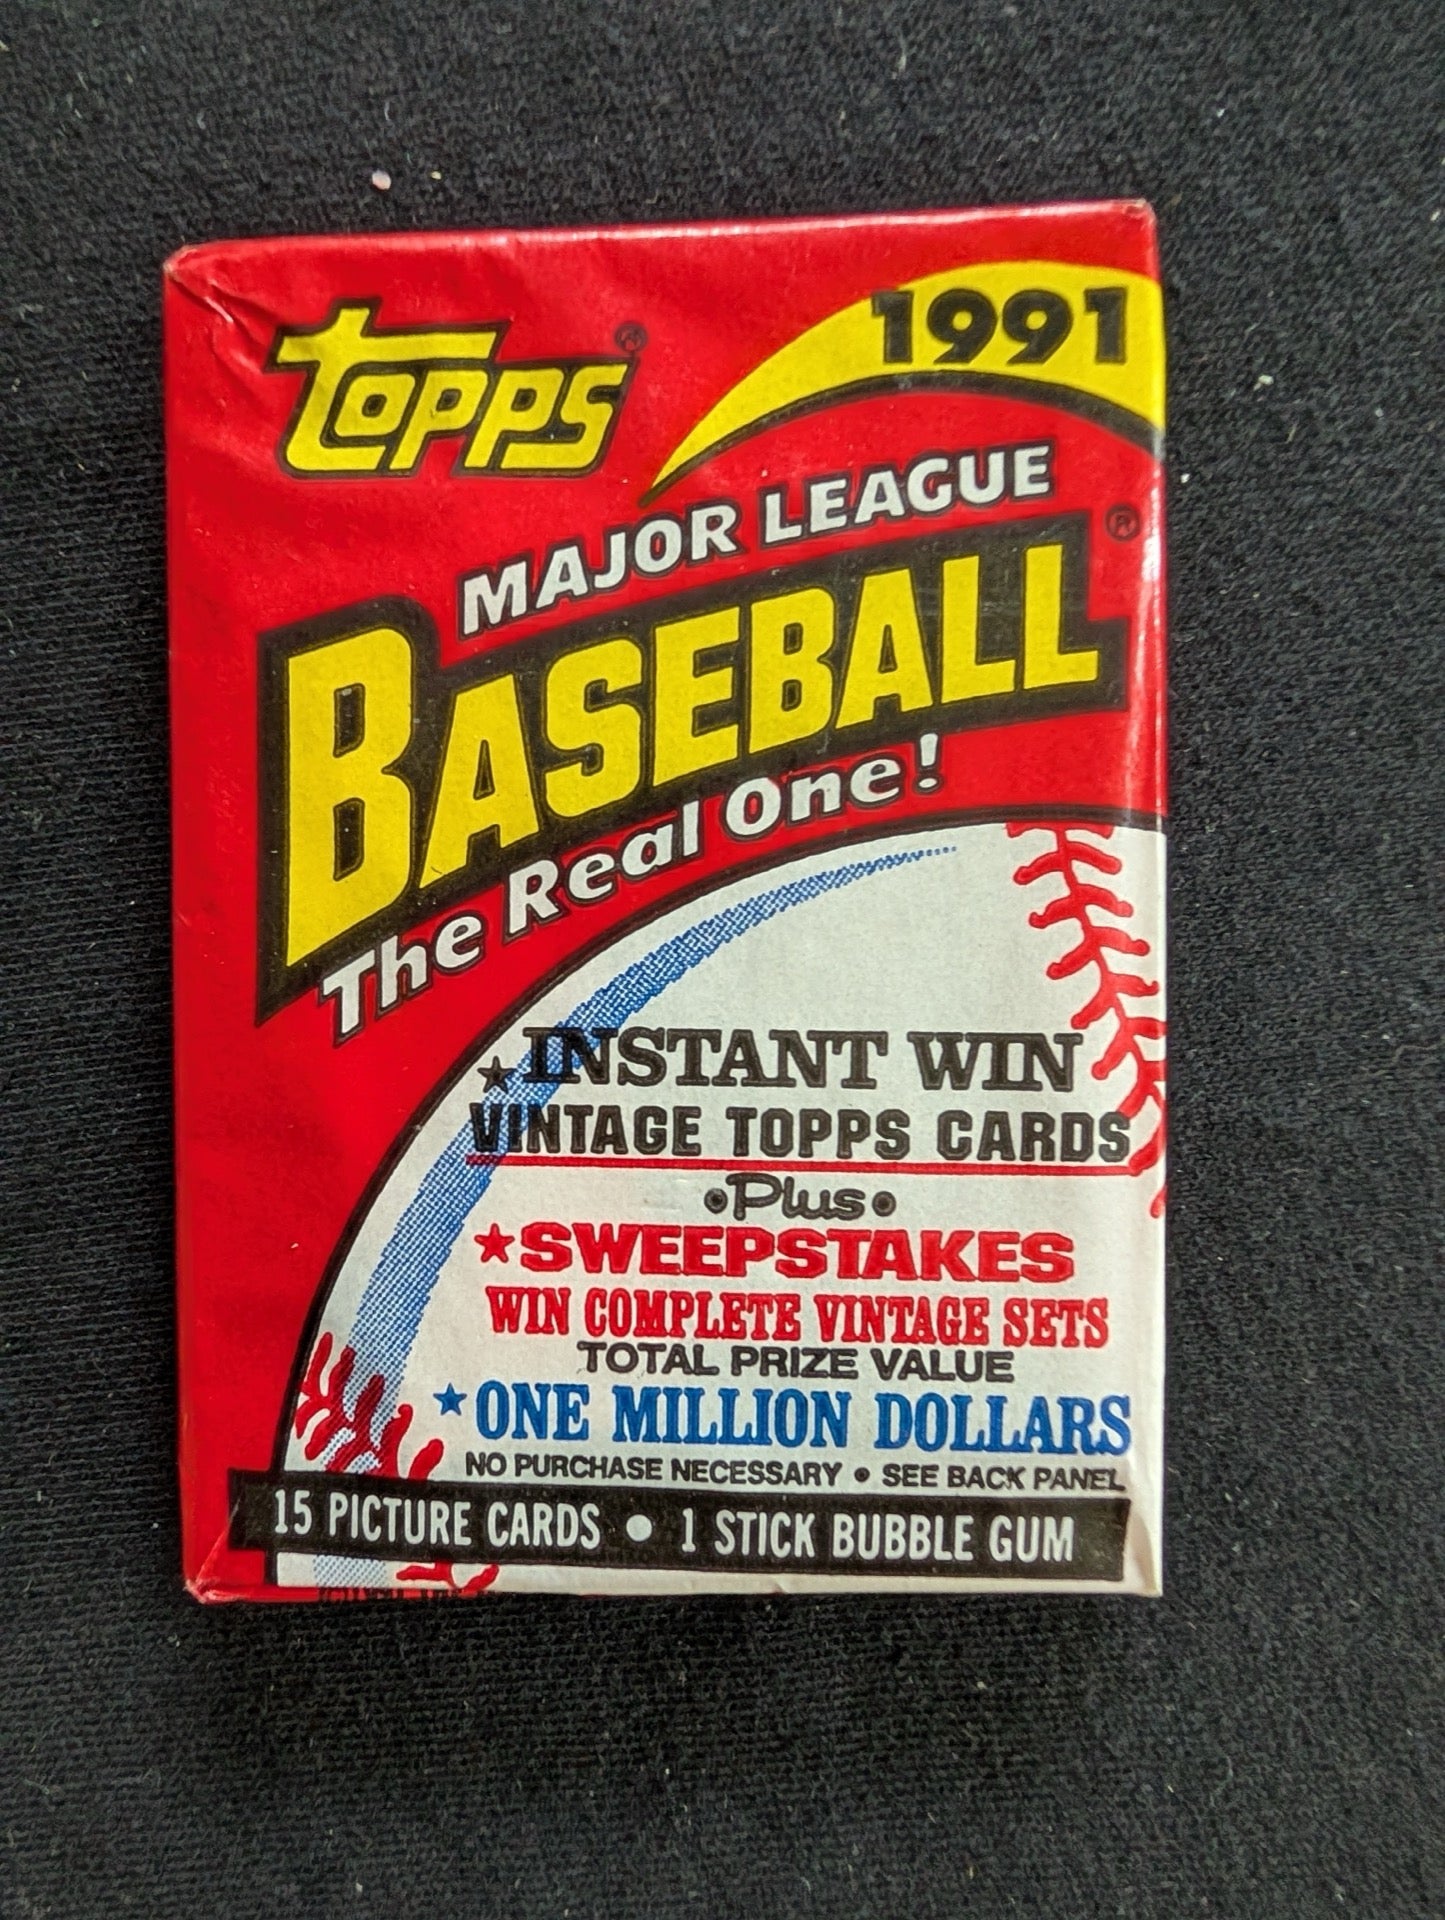 Topps®
1991
MAJOR LEAGUE
BASEBALL®
The Real One!
★INSTANT WIN
VINTAGE TOPPS CARDS
•Plus•
★SWEEPSTAKES
WIN COMPLETE VINTAGE SETS
TOTAL PRIZE VALUE
★ONE MILLION DOLLARS
NO PURCHASE NECESSARY • SEE BACK PANEL
15 PICTURE CARDS • 1 STICK BUBBLE GUM